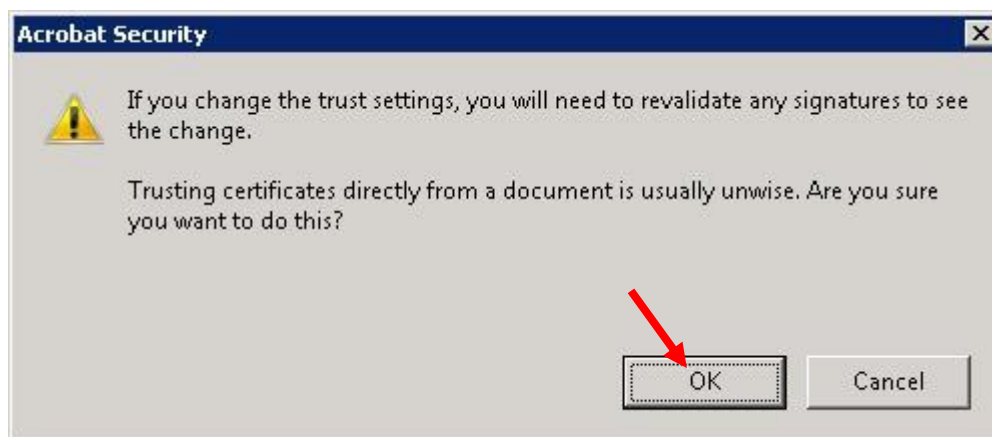 Acrobat Security
If you change the trust settings, you will need to revalidate any signatures to see
the change.
Trusting certificates directly from a document is usually unwise. Are you sure
you want to do this?
OK
Cancel